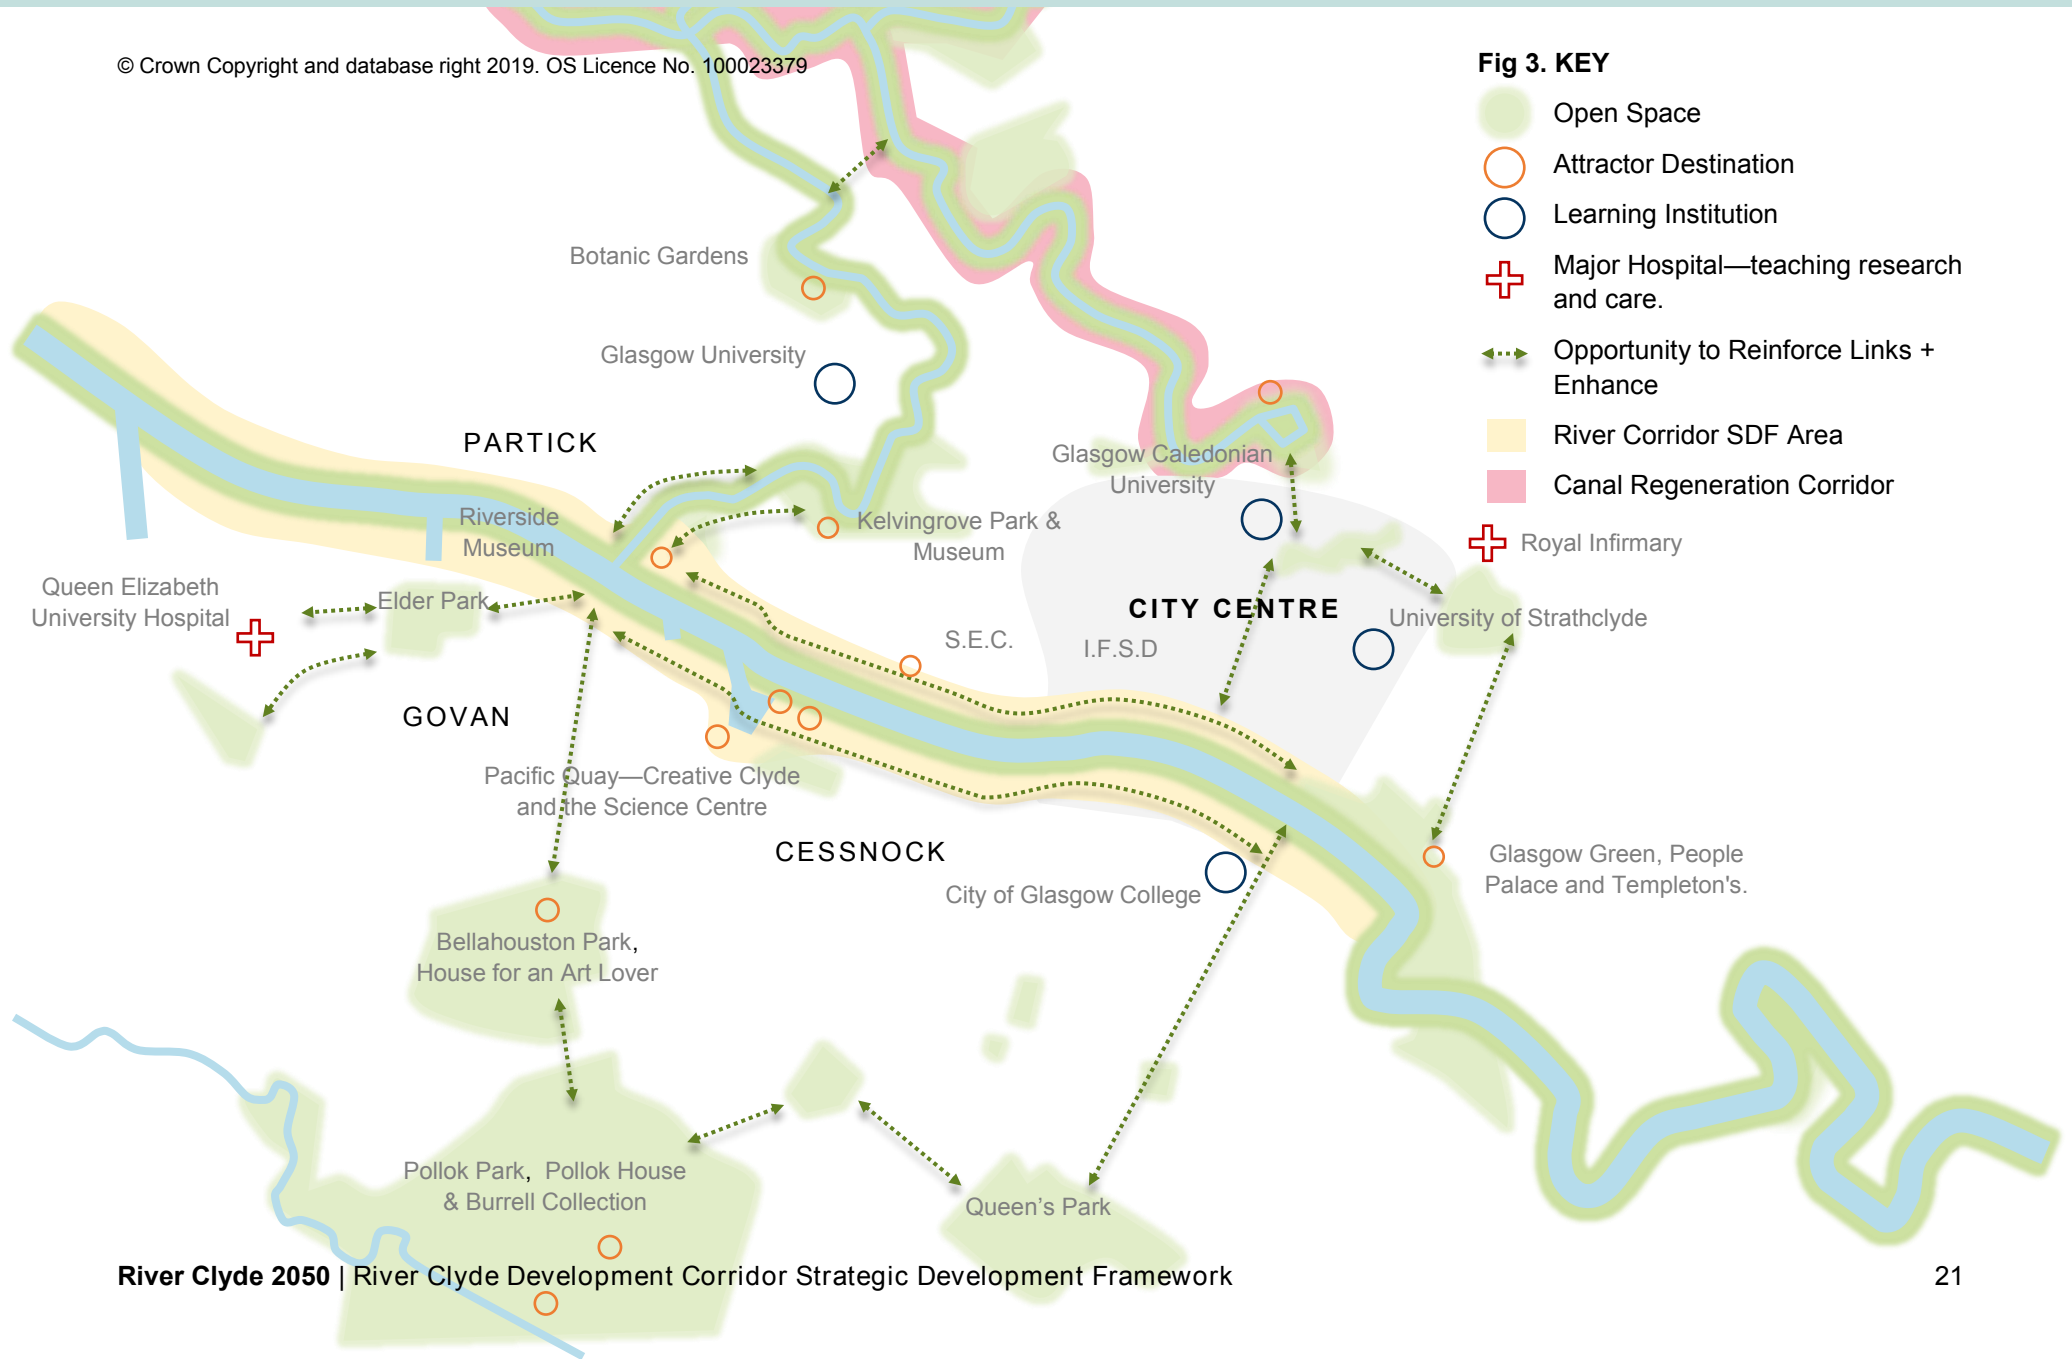 © Crown Copyright and database right 2019. OS Licence No. 100023379
Fig 3. KEY
Open Space
Attractor Destination
Learning Institution
Major Hospital—teaching research
and care.
Opportunity to Reinforce Links +
Enhance
River Corridor SDF Area
Canal Regeneration Corridor
Botanic Gardens
Glasgow University
PARTICK
Glasgow Caledonian
University
Riverside
Museum
Kelvingrove Park &
Museum
Royal Infirmary
Queen Elizabeth
University Hospital
Elder Park
CITY CENTRE
University of Strathclyde
S.E.C.
I.F.S.D
GOVAN
Pacific Quay—Creative Clyde
and the Science Centre
CESSNOCK
City of Glasgow College
Glasgow Green, People
Palace and Templeton's.
Bellahouston Park,
House for an Art Lover
Pollok Park, Pollok House
& Burrell Collection
Queen’s Park
River Clyde 2050 | River Clyde Development Corridor Strategic Development Framework
21